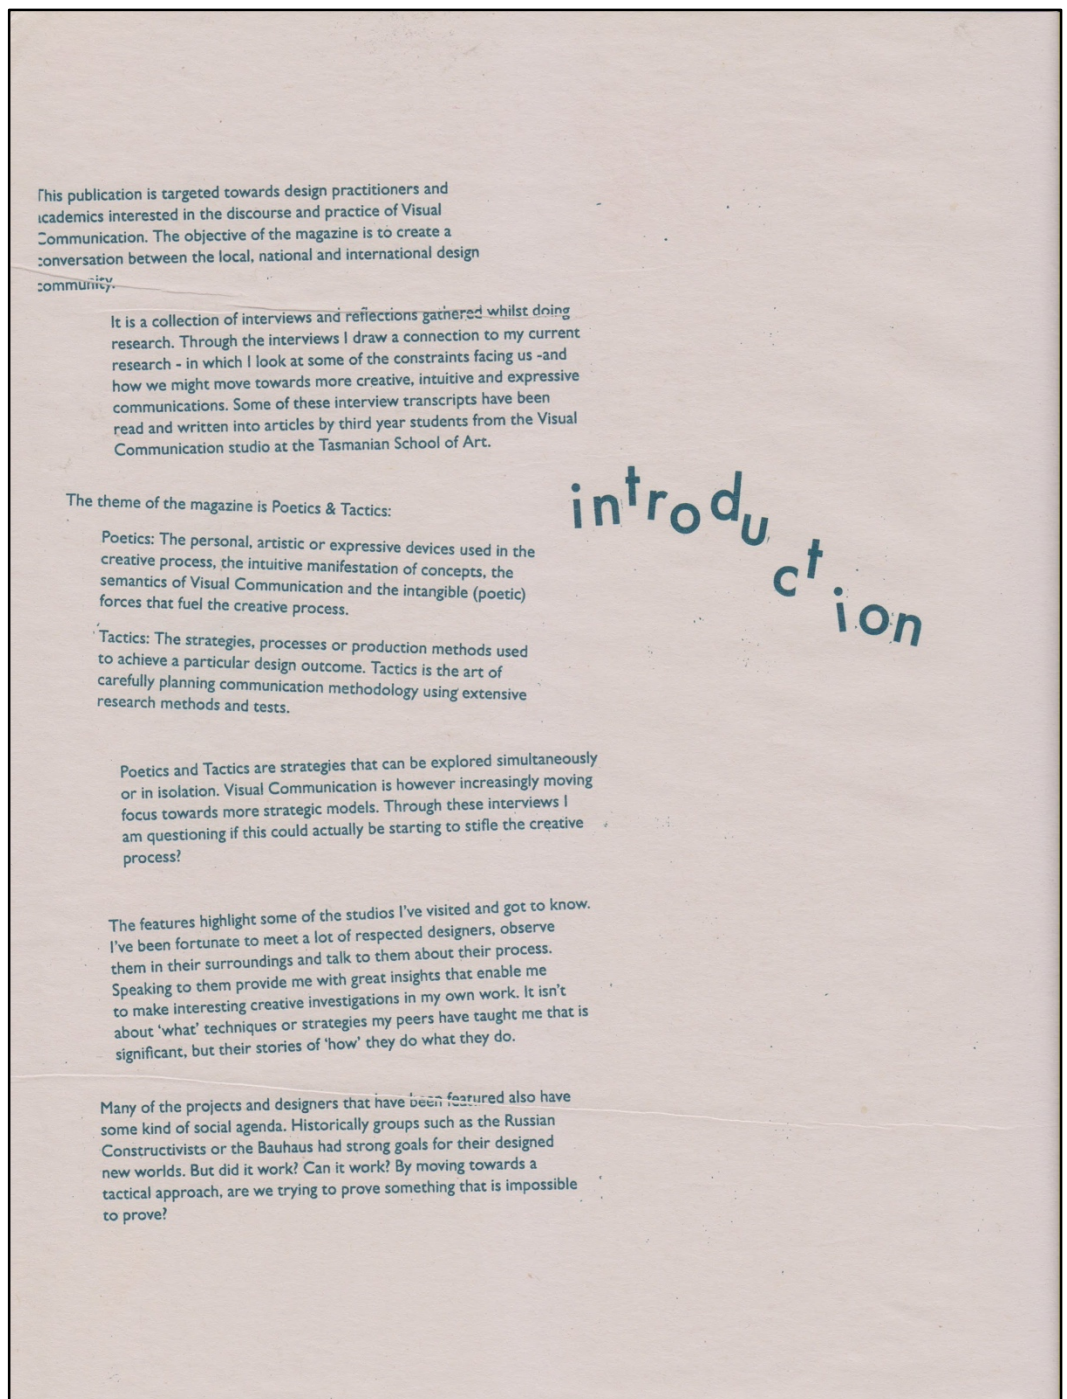 This publication is targeted towards design practitioners and
academics interested in the discourse and practice of Visual
Communication. The objective of the magazine is to create a
conversation between the local, national and international design
community.
It is a collection of interviews and reflections gathered whilst doing
research. Through the interviews I draw a connection to my current
research - in which I look at some of the constraints facing us -and
how we might move towards more creative, intuitive and expressive
communications. Some of these interview transcripts have been
read and written into articles by third year students from the Visual
Communication studio at the Tasmanian School of Art.
introduction
The theme of the magazine is Poetics & Tactics:
Poetics: The personal, artistic or expressive devices used in the
creative process, the intuitive manifestation of concepts, the
semantics of Visual Communication and the intangible (poetic)
forces that fuel the creative process.
Tactics: The strategies, processes or production methods used
to achieve a particular design outcome. Tactics is the art of
carefully planning communication methodology using extensive
research methods and tests.
Poetics and Tactics are strategies that can be explored simultaneously
or in isolation. Visual Communication is however increasingly moving
focus towards more strategic models. Through these interviews I
am questioning if this could actually be starting to stifle the creative
process?
The features highlight some of the studios I've visited and got to know.
I've been fortunate to meet a lot of respected designers, observe
them in their surroundings and talk to them about their process.
Speaking to them provide me with great insights that enable me
to make interesting creative investigations in my own work. It isn't
about 'what' techniques or strategies my peers have taught me that is
significant, but their stories of 'how' they do what they do.
Many of the projects and designers that have been featured also have
some kind of social agenda. Historically groups such as the Russian
Constructivists or the Bauhaus had strong goals for their designed
new worlds. But did it work? Can it work? By moving towards a
tactical approach, are we trying to prove something that is impossible
to prove?